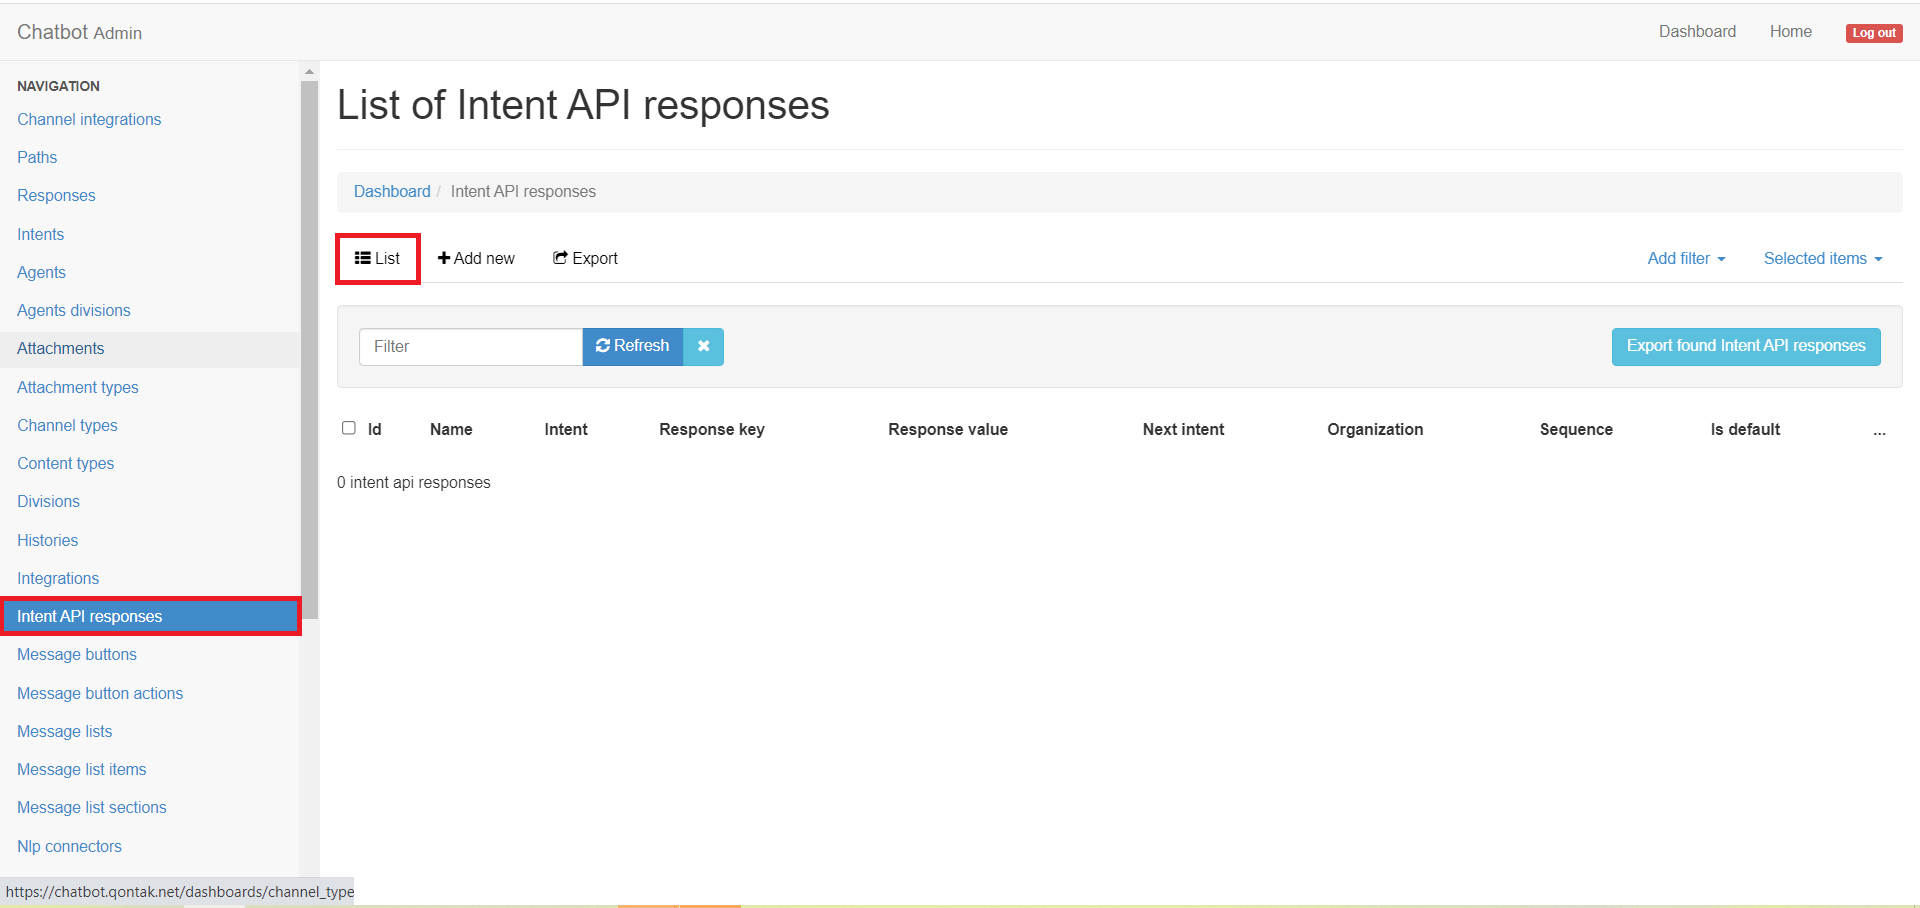 Chatbot Admin
Dashboard Home Log out
NAVIGATION
Channel integrations
Paths
Responses
Intents
Agents
Agents divisions
Attachments
Attachment types
Channel types
Content types
Divisions
Histories
Integrations
Intent API responses
Message buttons
Message button actions
Message lists
Message list items
Message list sections
Nlp connectors
https://chatbot.qontak.net/dashboards/channel_type
List of Intent API responses
Dashboard / Intent API responses
List Add new Export Add filter Selected items
Filter Refresh Export found Intent API responses
Id Name Intent Response key Response value Next intent Organization Sequence Is default ...
0 intent api responses